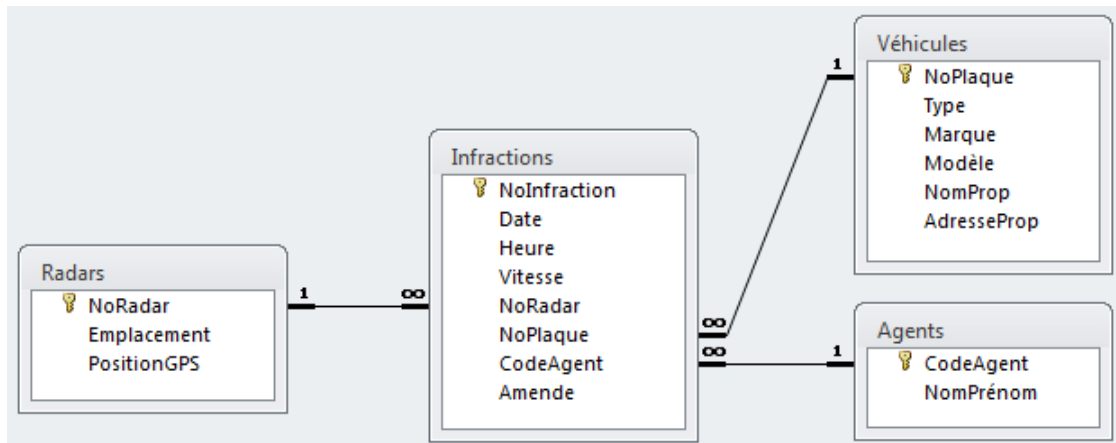 Radars
NoRadar
Emplacement
PositionGPS
1
∞
Infractions
NoInfraction
Date
Heure
Vitesse
NoRadar
NoPlaque
CodeAgent
Amende
∞
1
∞
1
Véhicules
NoPlaque
Type
Marque
Modèle
NomProp
AdresseProp
Agents
CodeAgent
NomPrénom